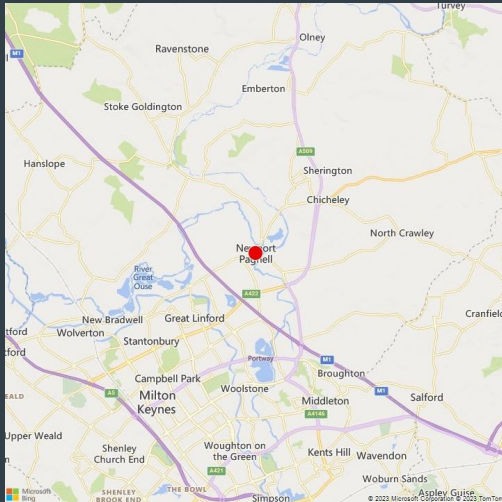 Turvey
Olney
M1
Ravenstone
Emberton
Stoke Goldington
A509
Hanslope
Sherington
Chicheley
North Crawley
Newport
Pagnell
River
Great
Ouse
A422
Cranfield
New Bradwell
Great Linford
Wolverton
Stantonbury
Portway
M1
Broughton
Campbell Park
Woolstone
M1
A5
Milton
Keynes
Middleton
Salford
A4146
Upper Weald
Woughton on
the Green
Shenley
Church End
Kents Hill
Wavendon
A421
Woburn Sands
SHENLEY
BROOK END
THE BOWL
Simpson
Aspley Guise
Microsoft
Bing
© 2023 Microsoft Corporation © 2023 TomTom